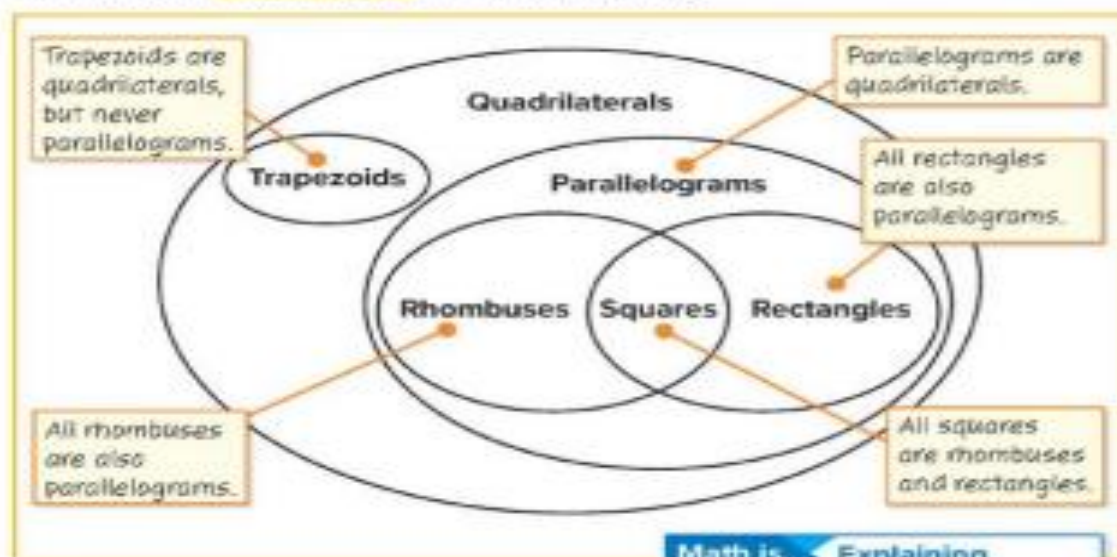 Trapezoids are
quadrilaterals,
but never
parallelograms.
Quadrilaterals
Parallelograms are
quadrilaterals.
Trapezoids
Parallelograms
All rectangles
are also
parallelograms.
Rhombuses
Squares
Rectangles
All rhombuses
are also
parallelograms.
All squares
are rhombuses
and rectangles.
Math is
Explaining